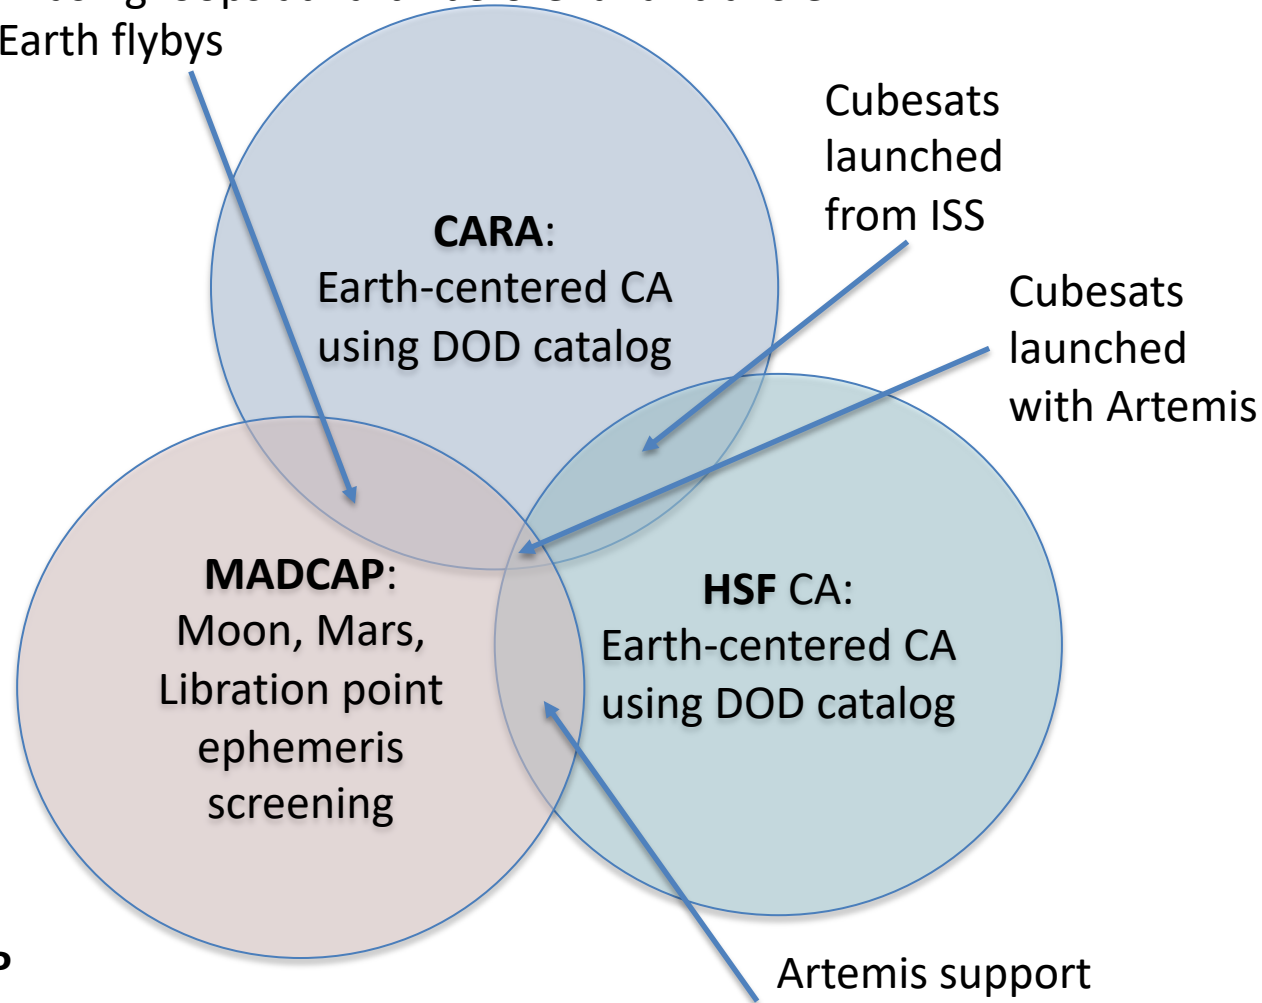 Earth flybys
Cubesats
launched
from ISS
CARA:
Earth-centered CA
using DOD catalog
Cubesats
launched
with Artemis
MADCAP:
Moon, Mars,
Libration point
ephemeris
screening
HSF CA:
Earth-centered CA
using DOD catalog
Artemis support